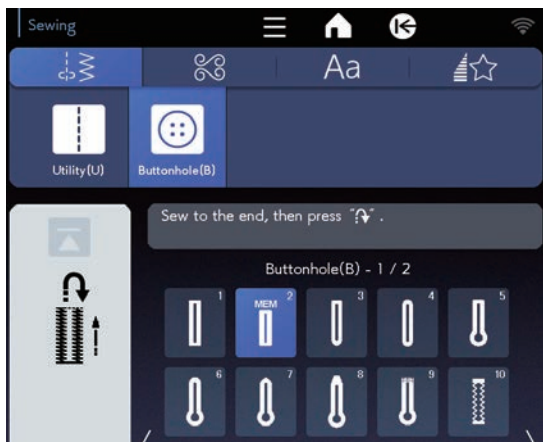 Sewing
Aa
Utility(U) Buttonhole(B)
Sew to the end, then press "↷".
Buttonhole(B) - 1 / 2
1 MEM 2 3 4 5
6 7 8 9 10